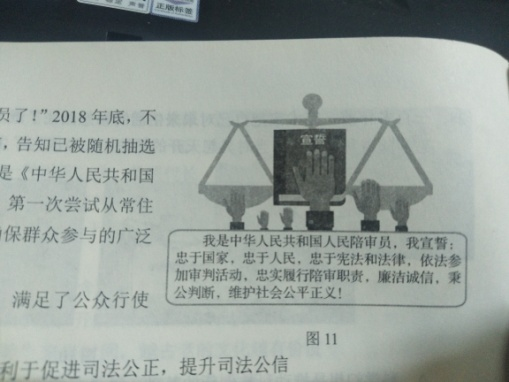 正版标签
员了！”2018 年底，不
，告知已被随机抽选
是《中华人民共和国
第一次尝试从常住
保群众参与的广泛
满足了公众行使
利于促进司法公正，提升司法公信
宣誓
我是中华人民共和国人民陪审员，我宣誓：
忠于国家，忠于人民，忠于宪法和法律，依法参
加审判活动，忠实履行陪审职责，廉洁诚信，秉
公判断，维护社会公平正义！
图 11